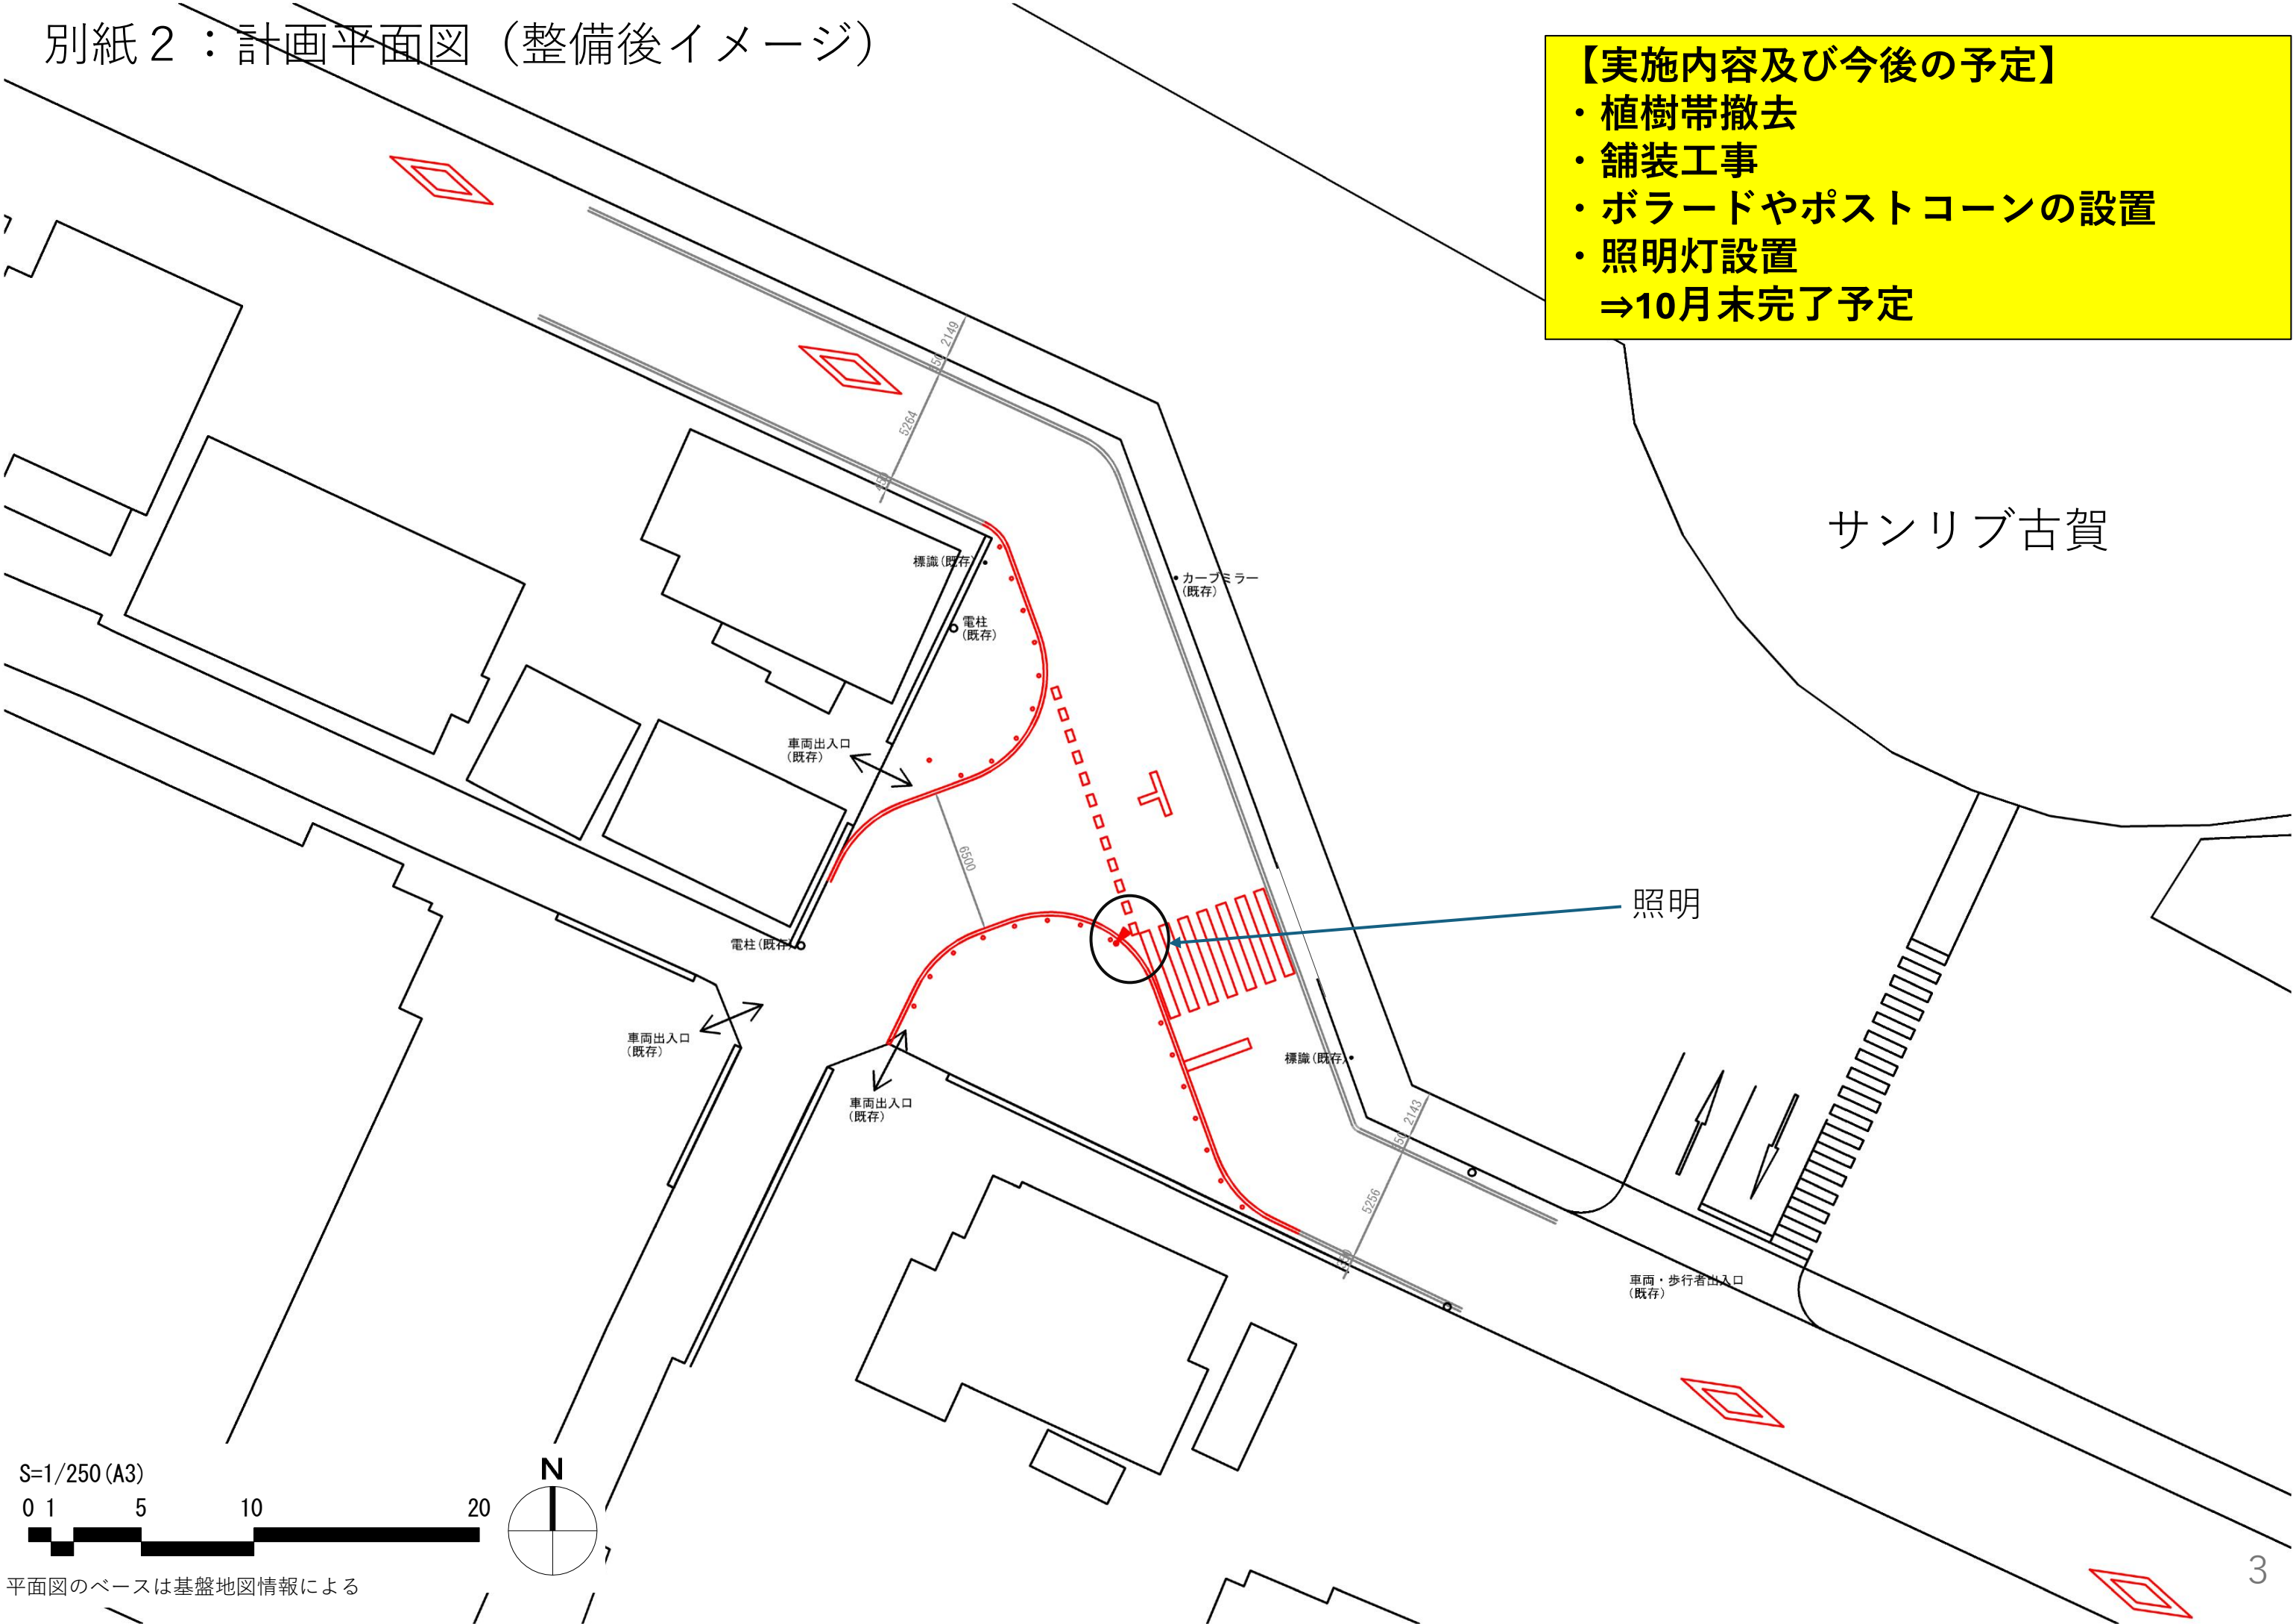 別紙２：計画平面図（整備後イメージ）
【実施内容及び今後の予定】
・植樹帯撤去
・舗装工事
・ボラードやポストコーンの設置
・照明灯設置
⇒10月末完了予定
サンリブ古賀
2149
5264
標識(既存)
カーブミラー
(既存)
電柱
(既存)
車両出入口
(既存)
6500
照明
電柱(既存)
車両出入口
(既存)
標識(既存)
車両出入口
(既存)
2143
5256
車両・歩行者出入口
(既存)
S=1/250(A3)
0 1 5 10 20
N
平面図のベースは基盤地図情報による
3